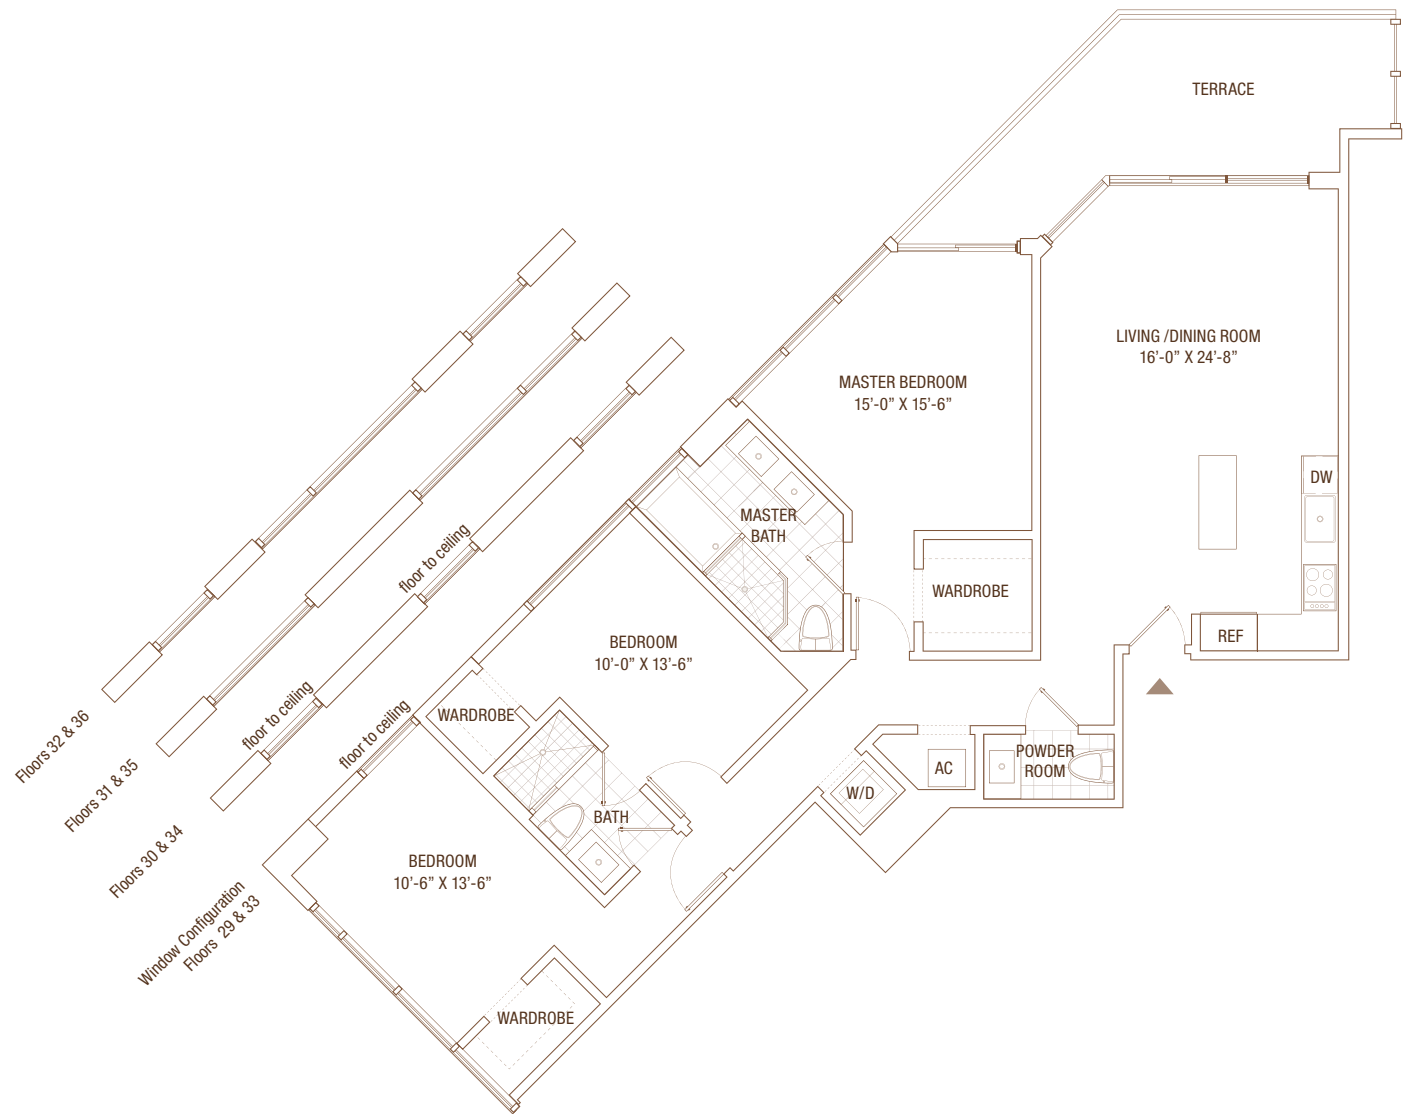 TERRACE
LIVING /DINING ROOM
16'-0” X 24'-8”
MASTER BEDROOM
15'-0” X 15'-6”
DW
MASTER
BATH
WARDROBE
REF
BEDROOM
10'-0” X 13'-6”
WARDROBE
POWDER
ROOM
AC
W/D
BATH
BEDROOM
10'-6” X 13'-6”
WARDROBE
floor to ceiling
floor to ceiling
floor to ceiling
Floors 32 & 36
Floors 31 & 35
Floors 30 & 34
Window Configuration
Floors 29 & 33